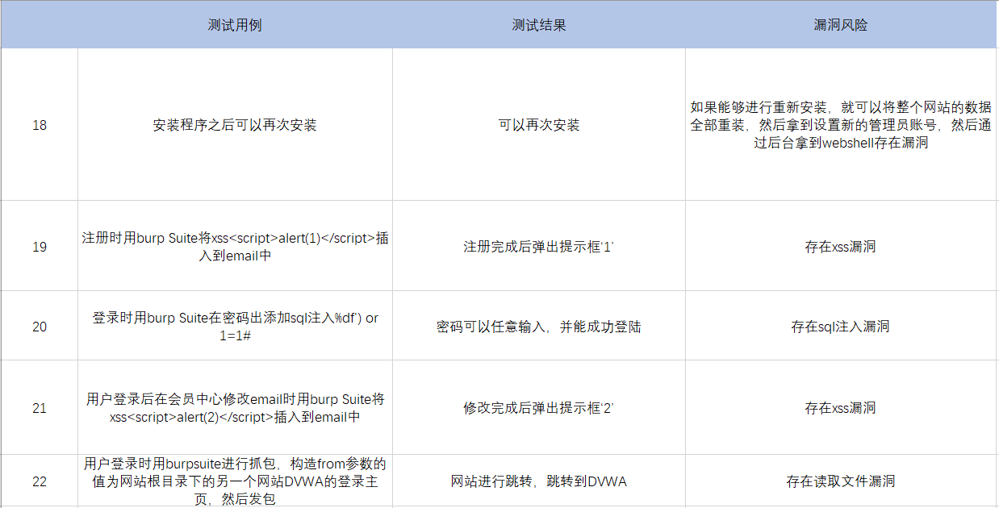 测试用例 测试结果 漏洞风险
18 安装程序之后可以再次安装 可以再次安装
如果能够进行重新安装，就可以将整个网站的数据
全部重装，然后拿到设置新的管理员账号，然后通
过后台拿到webshell存在漏洞
19
注册时用burp Suite将xss<script>alert(1)</script>插
入到email中
注册完成后弹出提示框‘1’
存在xss漏洞
20
登录时用burp Suite在密码出添加sql注入%df') or
1=1#
密码可以任意输入，并能成功登陆
存在sql注入漏洞
21
用户登录后在会员中心修改email时用burp Suite将
xss<script>alert(2)</script>插入到email中
修改完成后弹出提示框‘2’
存在xss漏洞
22
用户登录时用burpsuite进行抓包，构造from参数的
值为网站根目录下的另一个网站DVWA的登录主
页，然后发包
网站进行跳转，跳转到DVWA
存在读取文件漏洞